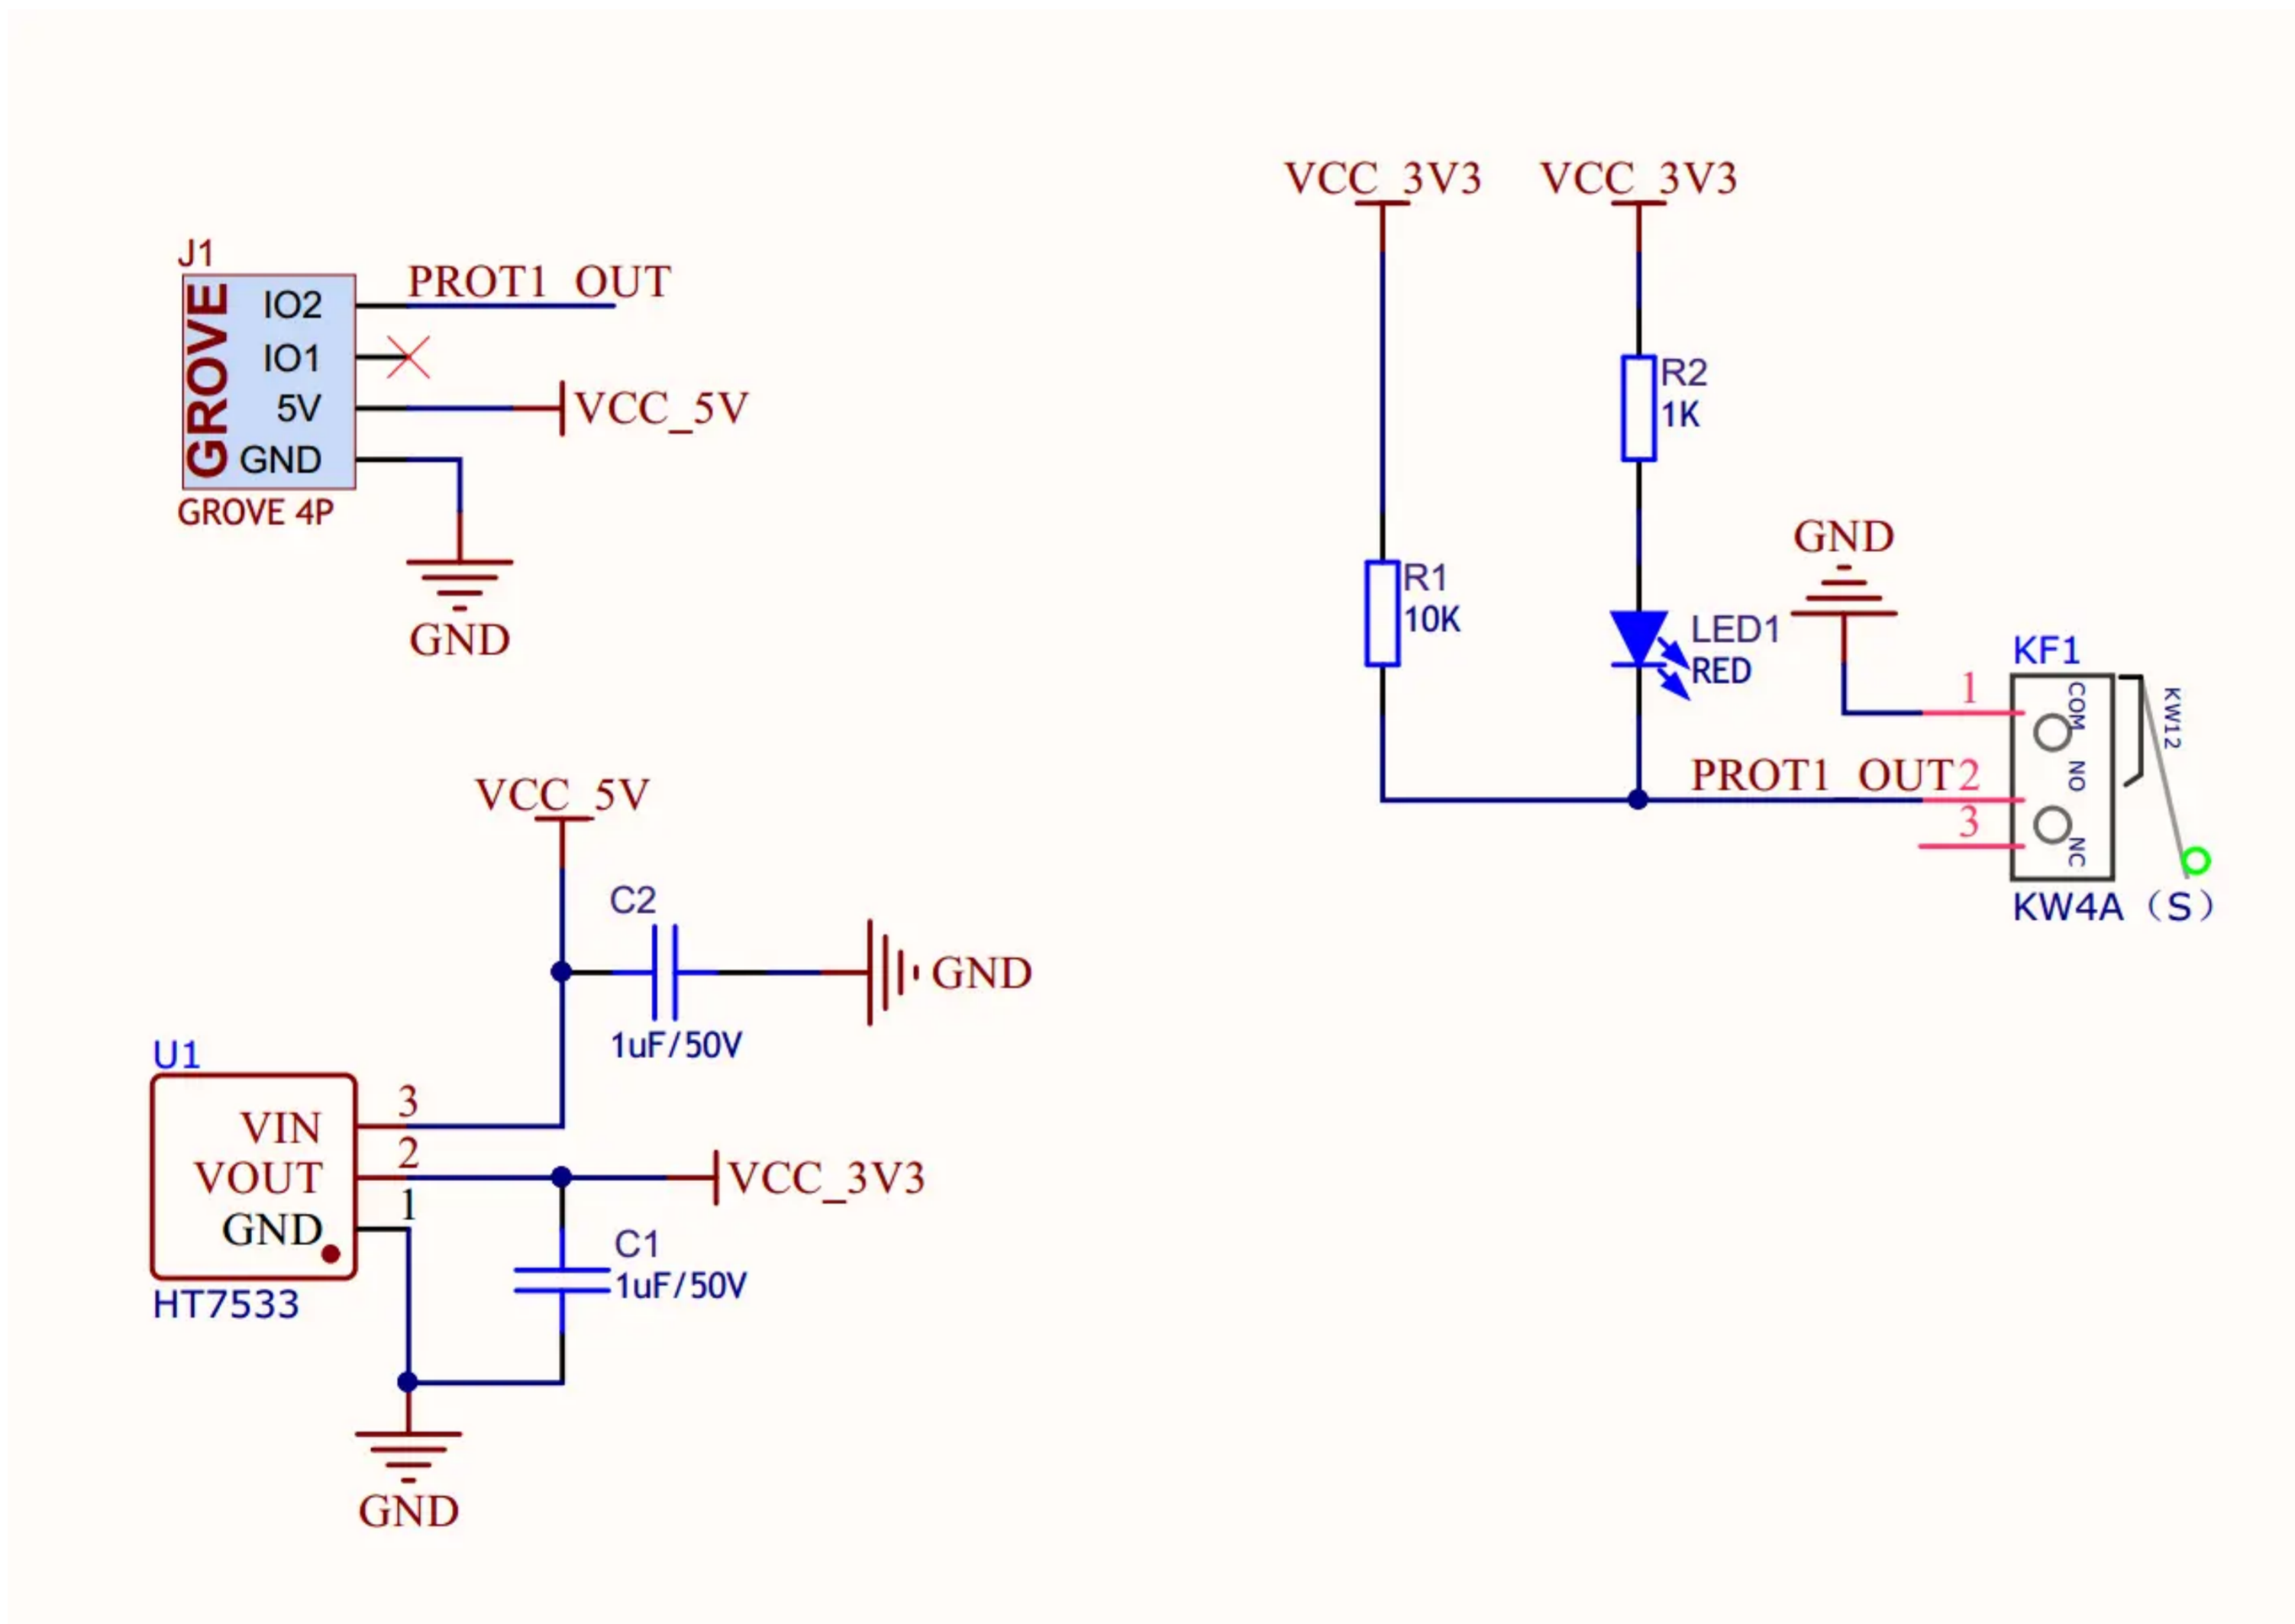 J1
GROVE
IO2
IO1
5V
GND
GROVE 4P
PROT1_OUT
VCC_5V
GND
VCC_5V
C2
1uF/50V
GND
U1
VIN
VOUT
GND
3
2
1
HT7533
VCC_3V3
C1
1uF/50V
GND
VCC_3V3
VCC_3V3
R1
10K
R2
1K
LED1
RED
GND
PROT1_OUT
1
2
3
KF1
COM
NO
NC
KW12
KW4A（S）